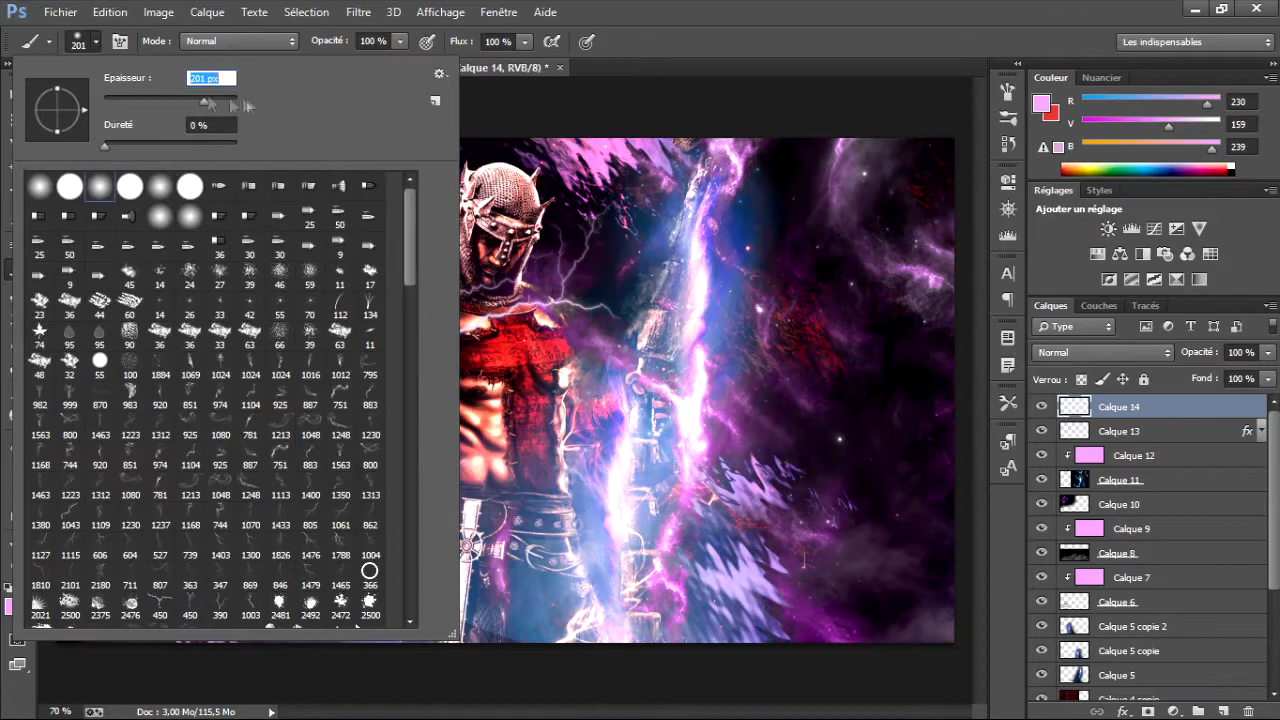 Ps Fichier Edition Image Calque Texte Sélection Filtre 3D Affichage Fenêtre Aide
201 Mode : Normal Opacité : 100 % Flux : 100 % Les indispensables
Calque 14, RVB/8) * ×
Epaisseur : 201 px
Dureté 0 %
25 50
25 50 36 30 30 9
9 45 14 24 27 39 46 59 11 17
23 36 44 60 14 26 33 42 55 70 112 134
74 95 95 90 36 36 33 63 66 39 63 11
48 32 55 100 1884 1069 1024 1024 1024 1016 1012 795
982 999 870 983 920 851 974 1104 925 887 751 883
1563 800 1463 1223 1312 925 1080 781 1213 1048 1248 1230
1168 744 920 851 974 1104 925 887 751 883 1563 800
1463 1223 1312 1080 781 1213 1048 1248 1113 1400 1350 1313
1380 1043 1109 1230 1237 1168 744 1070 1433 805 1061 862
1127 1115 606 604 527 739 1403 1300 1826 1476 1788 1004
1810 2101 2180 711 807 363 347 869 846 1479 1465 366
2021 2500 2375 2476 450 450 390 1003 2481 2492 2472 2500
Couleur Nuancier
R 230
V 159
B 239
Réglages Styles
Ajouter un réglage
Calques Couches Tracés
Type
Normal Opacité : 100 %
Verrou : Fond : 100 %
Calque 14
Calque 13 fx
Calque 12
Calque 11
Calque 10
Calque 9
Calque 8
Calque 7
Calque 6
Calque 5 copie 2
Calque 5 copie
Calque 5
Calque 4 copie
70 % Doc : 3,00 Mo/115,5 Mo
fx